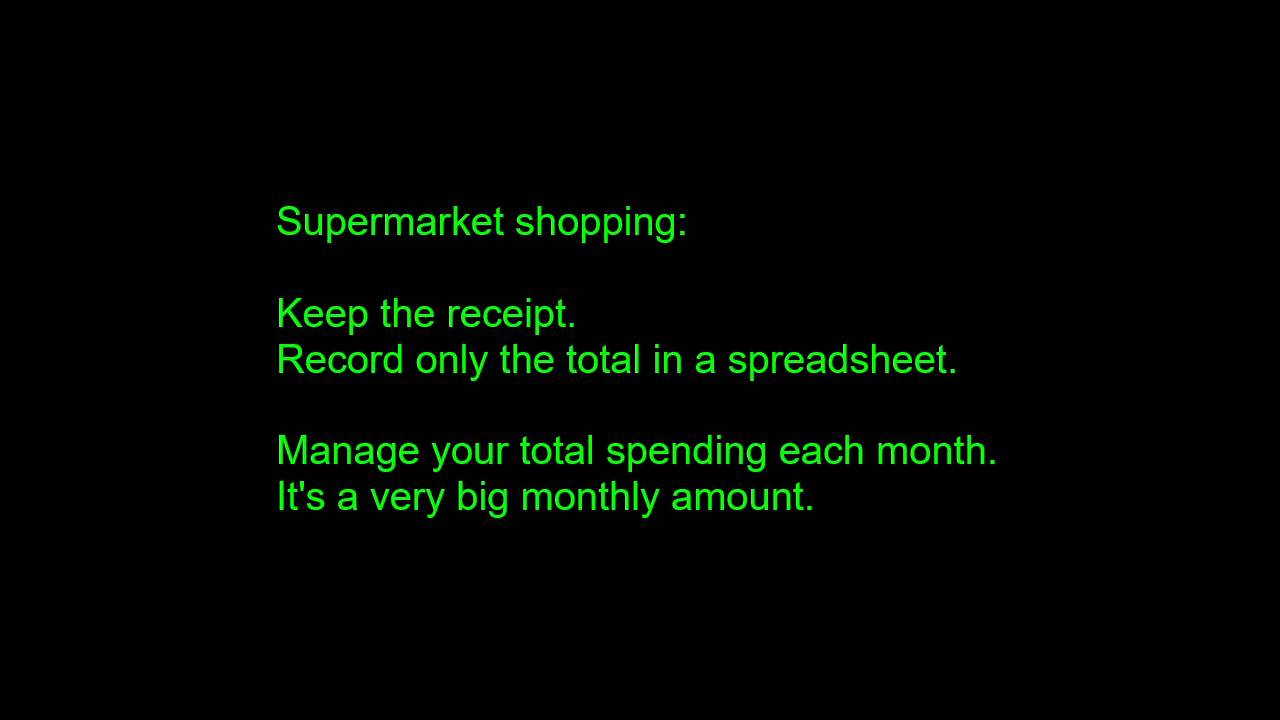 Supermarket shopping:
Keep the receipt.
Record only the total in a spreadsheet.
Manage your total spending each month.
It's a very big monthly amount.